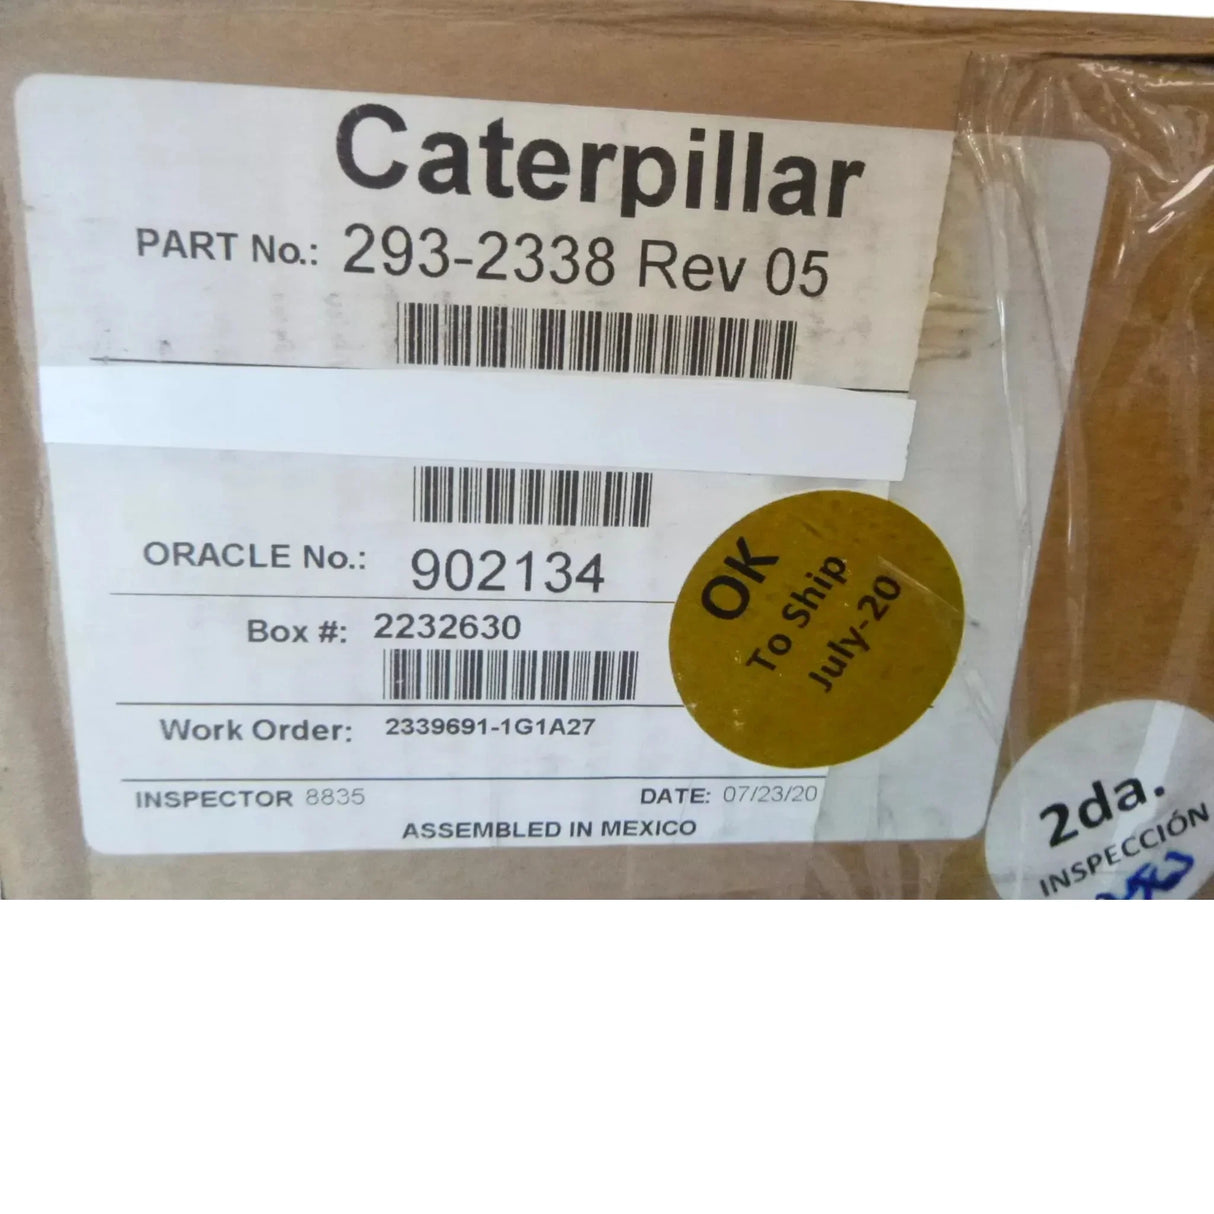 Caterpillar
PART No.: 293-2338 Rev 05
ORACLE No.: 902134
Box #: 2232630
Work Order: 2339691-1G1A27
INSPECTOR 8835 DATE: 07/23/20
ASSEMBLED IN MEXICO
OK
To Ship
July-20
2da.
INSPECCIÓN